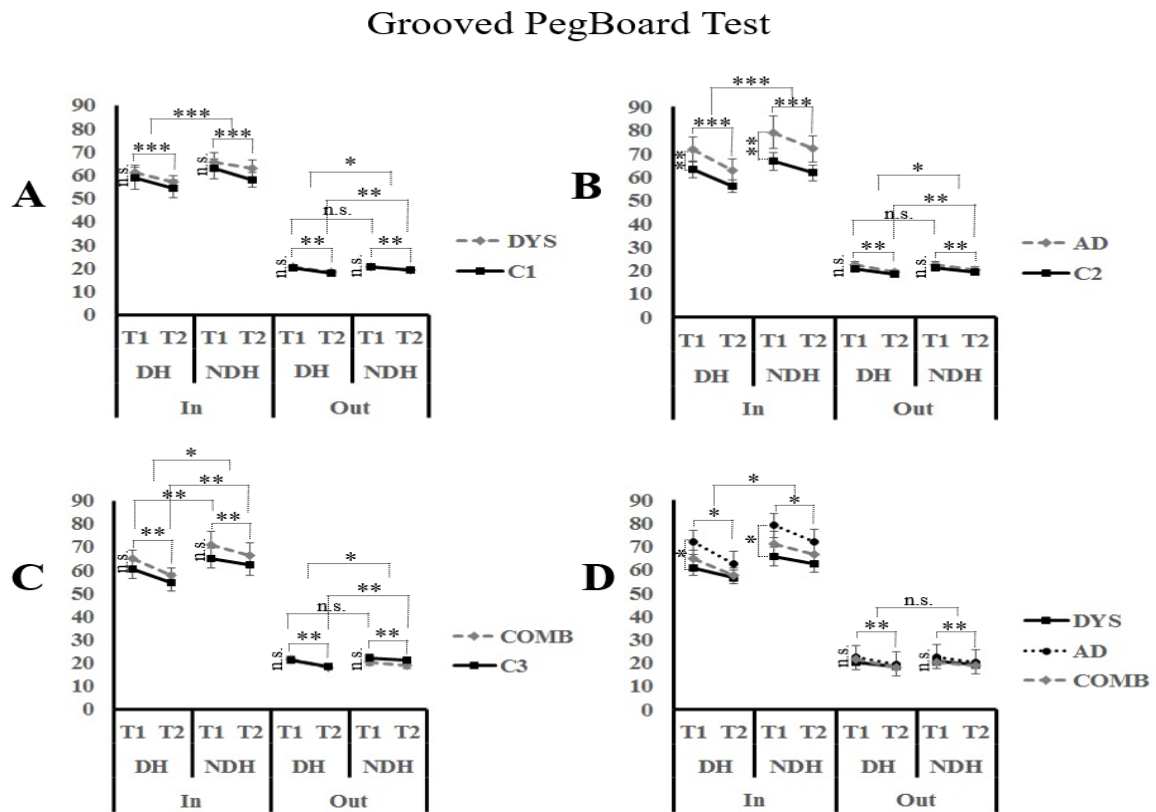 Grooved PegBoard Test
A
90
80
70
60
50
40
30
20
10
0
***
***
***
n.s.
n.s.
*
**
n.s.
**
**
n.s.
n.s.
DYS
C1
T1 T2 T1 T2 T1 T2 T1 T2
DH NDH DH NDH
In Out
B
90
80
70
60
50
40
30
20
10
0
***
***
***
**
**
*
**
n.s.
**
**
n.s.
n.s.
AD
C2
T1 T2 T1 T2 T1 T2 T1 T2
DH NDH DH NDH
In Out
C
90
80
70
60
50
40
30
20
10
0
*
**
**
**
**
n.s.
n.s.
*
**
n.s.
**
**
n.s.
n.s.
COMB
C3
T1 T2 T1 T2 T1 T2 T1 T2
DH NDH DH NDH
In Out
D
90
80
70
60
50
40
30
20
10
0
*
*
*
*
*
n.s.
**
**
n.s.
n.s.
DYS
AD
COMB
T1 T2 T1 T2 T1 T2 T1 T2
DH NDH DH NDH
In Out